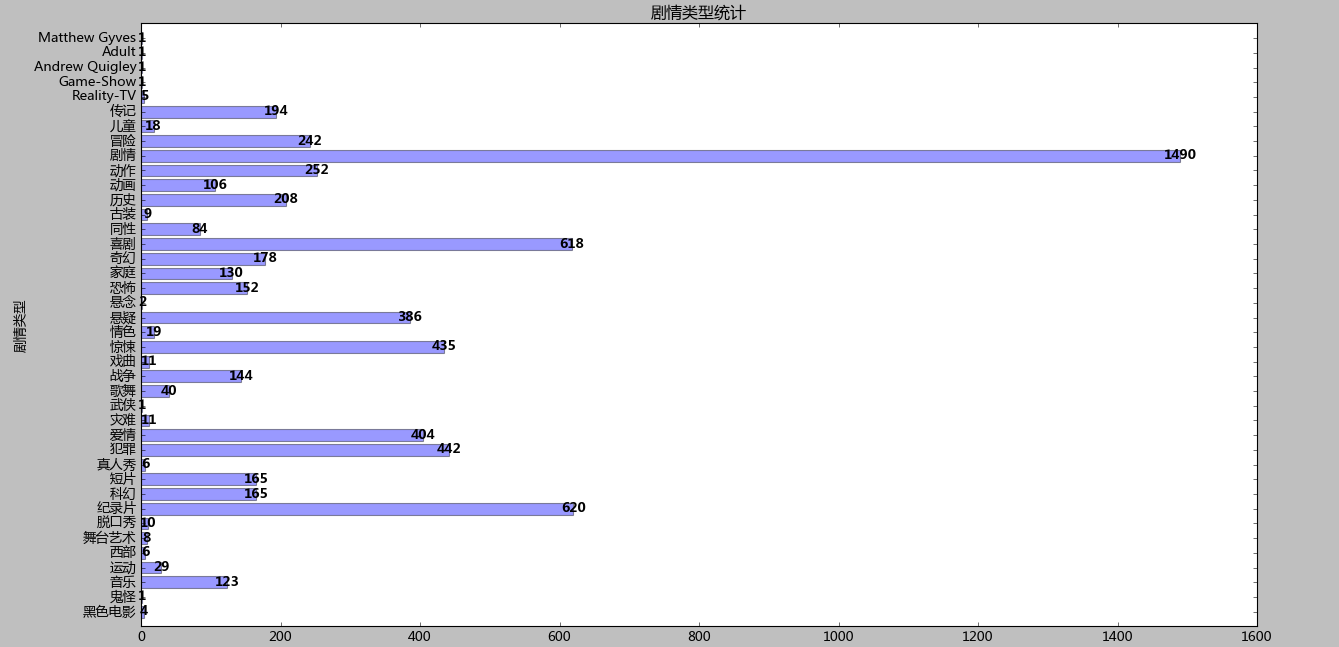 剧情类型统计
剧情类型
Matthew Gyves 1
Adult 1
Andrew Quigley 1
Game-Show 1
Reality-TV 5
传记 194
儿童 18
冒险 242
剧情 1490
动作 252
动画 106
历史 208
古装 9
同性 84
喜剧 618
奇幻 178
家庭 130
恐怖 152
悬念 2
悬疑 386
情色 19
惊悚 435
戏曲 11
战争 144
歌舞 40
武侠 1
灾难 11
爱情 404
犯罪 442
真人秀 6
短片 165
科幻 165
纪录片 620
脱口秀 10
舞台艺术 8
西部 6
运动 29
音乐 123
鬼怪 1
黑色电影 4
0 200 400 600 800 1000 1200 1400 1600